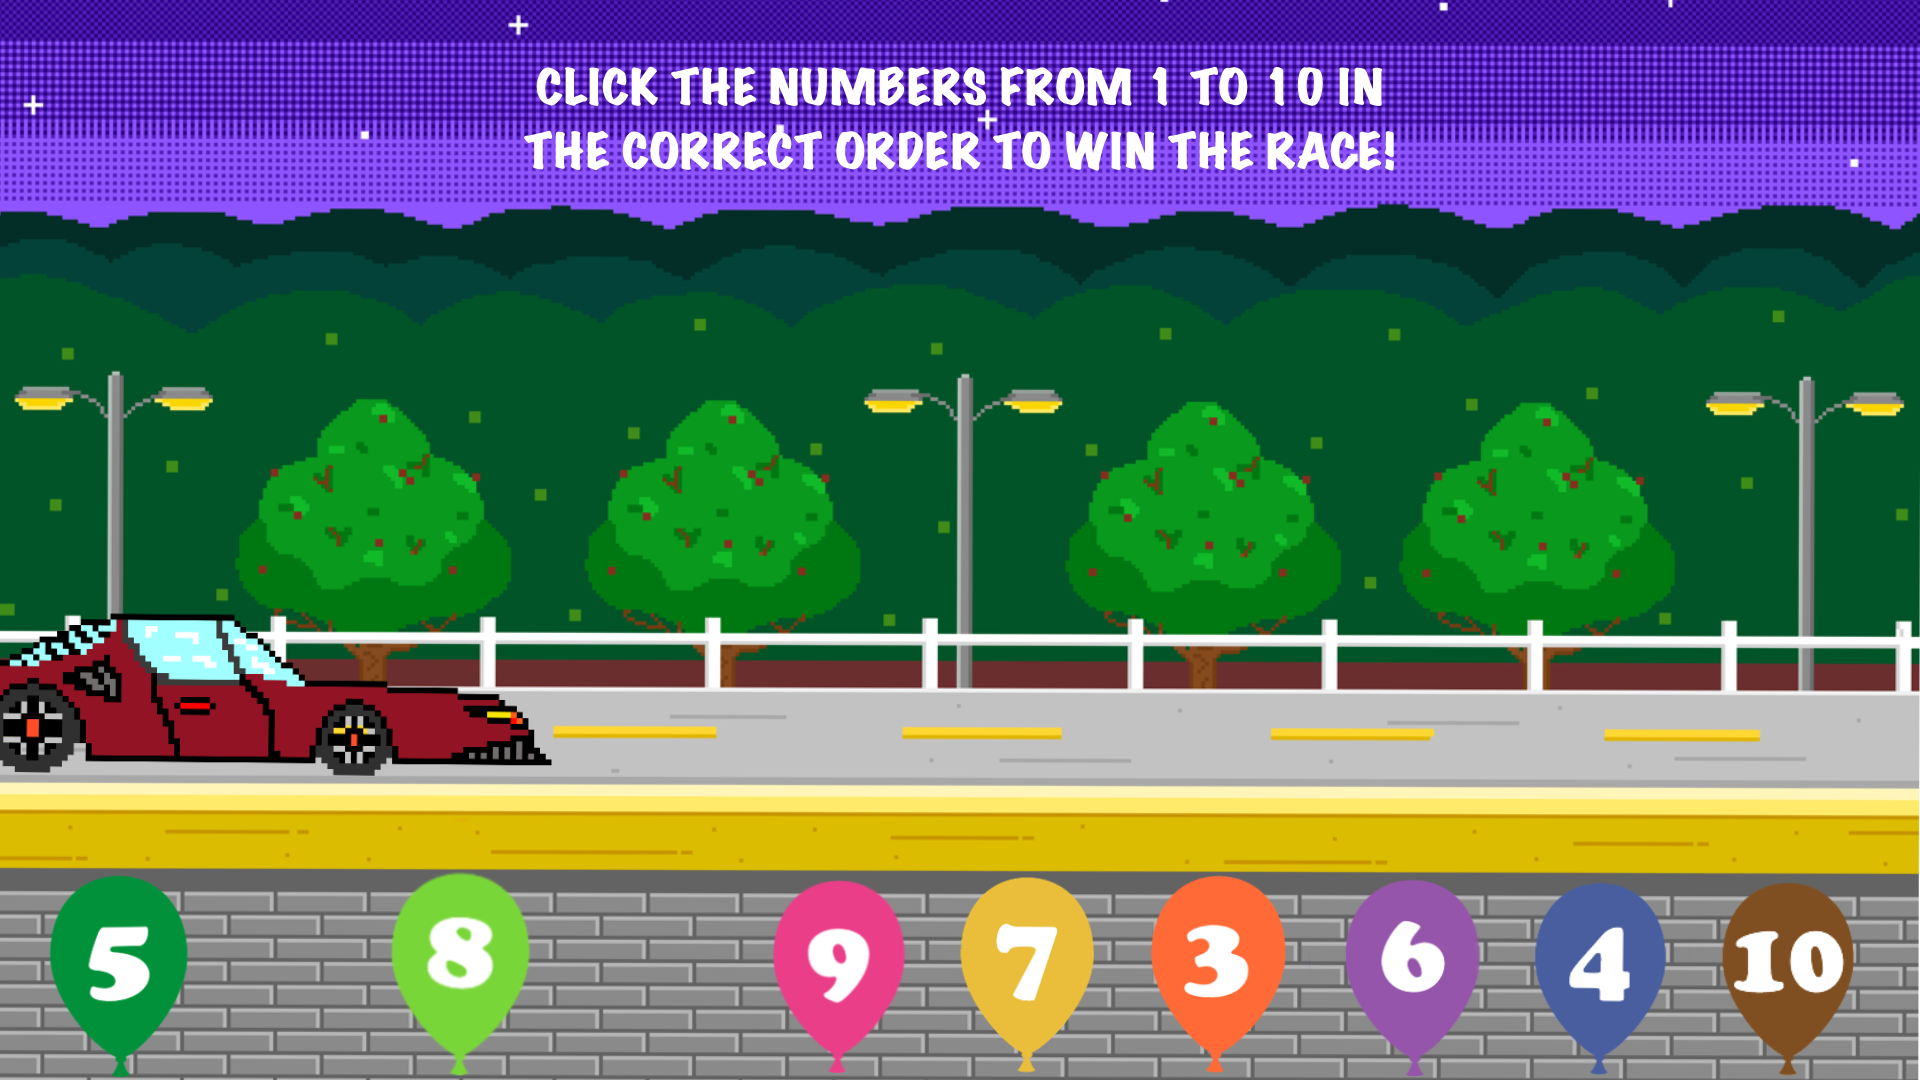 CLICK THE NUMBERS FROM 1 TO 10 IN
THE CORRECT ORDER TO WIN THE RACE!
5 8 9 7 3 6 4 10